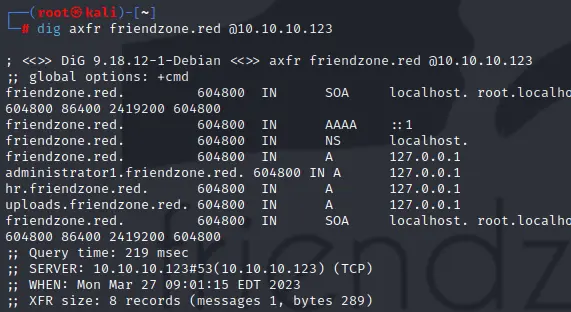 ┌──(root㉿kali)-[~]
└─# dig axfr friendzone.red @10.10.10.123

; <<>> DiG 9.18.12-1-Debian <<>> axfr friendzone.red @10.10.10.123
;; global options: +cmd
friendzone.red. 604800 IN SOA localhost. root.localho
604800 86400 2419200 604800
friendzone.red. 604800 IN AAAA ::1
friendzone.red. 604800 IN NS localhost.
friendzone.red. 604800 IN A 127.0.0.1
administrator1.friendzone.red. 604800 IN A 127.0.0.1
hr.friendzone.red. 604800 IN A 127.0.0.1
uploads.friendzone.red. 604800 IN A 127.0.0.1
friendzone.red. 604800 IN SOA localhost. root.localho
604800 86400 2419200 604800
;; Query time: 219 msec
;; SERVER: 10.10.10.123#53(10.10.10.123) (TCP)
;; WHEN: Mon Mar 27 09:01:15 EDT 2023
;; XFR size: 8 records (messages 1, bytes 289)
friendz